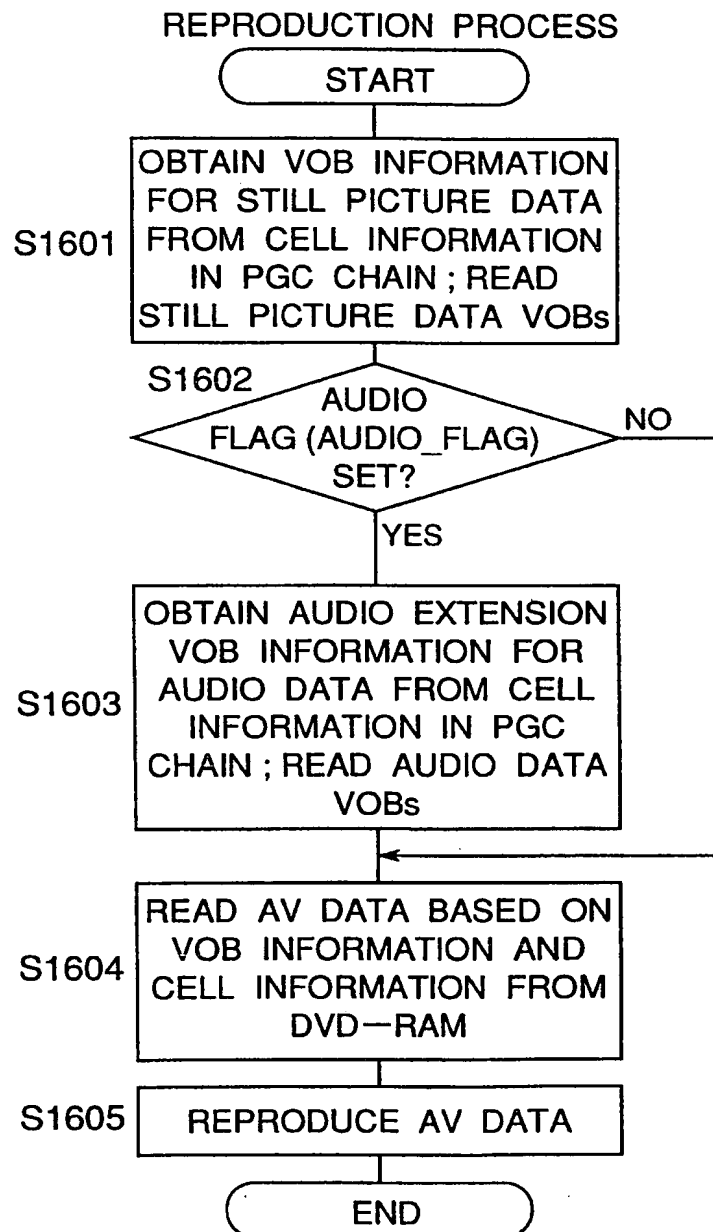 REPRODUCTION PROCESS
START
S1601
OBTAIN VOB INFORMATION
FOR STILL PICTURE DATA
FROM CELL INFORMATION
IN PGC CHAIN ; READ
STILL PICTURE DATA VOBs
S1602
AUDIO
FLAG (AUDIO_FLAG)
SET?
NO
YES
S1603
OBTAIN AUDIO EXTENSION
VOB INFORMATION FOR
AUDIO DATA FROM CELL
INFORMATION IN PGC
CHAIN ; READ AUDIO DATA
VOBs
S1604
READ AV DATA BASED ON
VOB INFORMATION AND
CELL INFORMATION FROM
DVD—RAM
S1605
REPRODUCE AV DATA
END